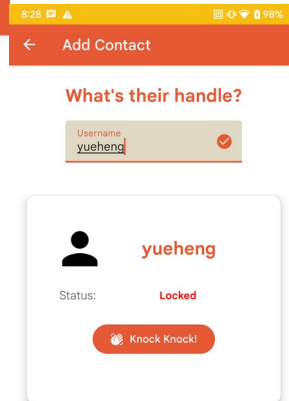 8:28 98%
Add Contact
What's their handle?
Username
yueheng
yueheng
Status: Locked
Knock Knock!